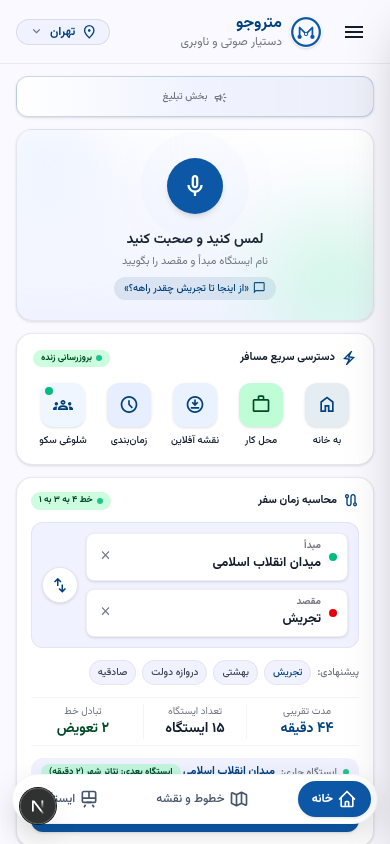 متروجو
دستیار صوتی و ناوبری
تهران
بخش تبلیغ
لمس کنید و صحبت کنید
نام ایستگاه مبدأ و مقصد را بگویید
«از اینجا تا تجریش چقدر راهه؟»
دسترسی سریع مسافر
بروزرسانی زنده
به خانه
محل کار
نقشه آفلاین
زمان‌بندی
شلوغی سکو
محاسبه زمان سفر
خط ۴ به ۳ به ۱
مبدأ
میدان انقلاب اسلامی
مقصد
تجریش
پیشنهادی: تجریش بهشتی دروازه دولت صادقیه
مدت تقریبی
۴۴ دقیقه
تعداد ایستگاه
۱۵ ایستگاه
تبادل خط
۲ تعویض
ایستگاه جاری: میدان انقلاب اسلامی
ایستگاه بعدی: تئاتر شهر (۲ دقیقه)
خانه
خطوط و نقشه
N